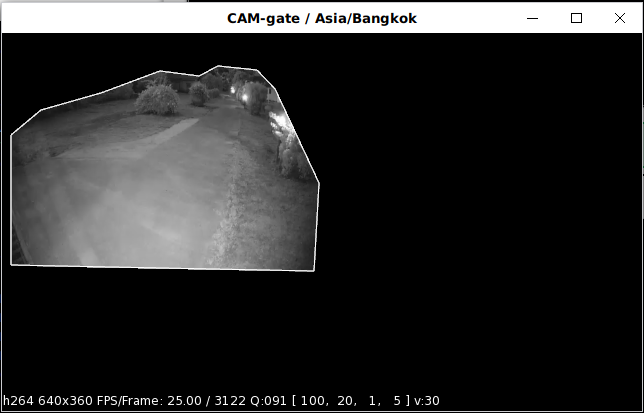 CAM-gate / Asia/Bangkok
h264 640x360 FPS/Frame: 25.00 / 3122 Q:091 [ 100,  20,   1,   5 ] v:30